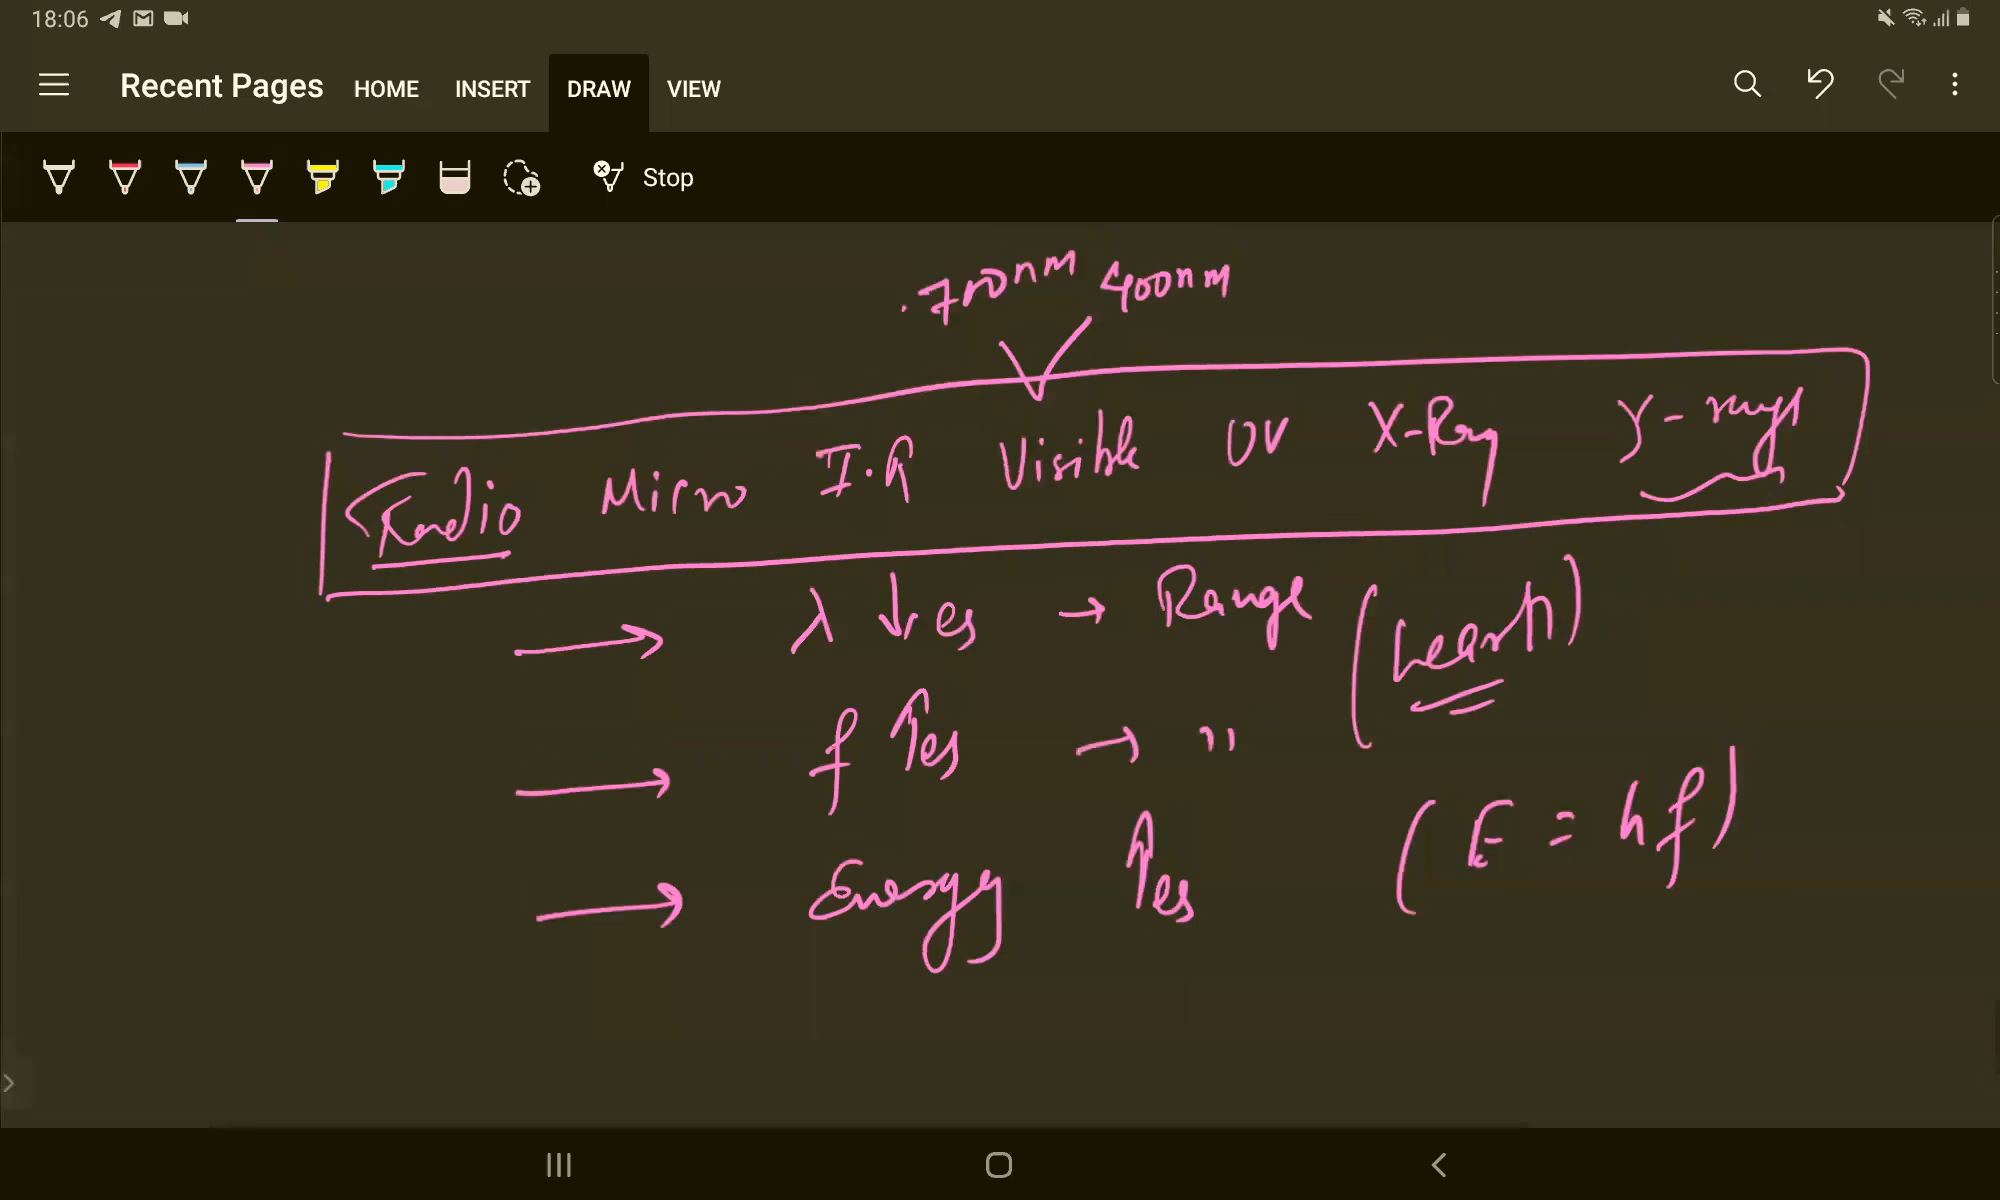 18:06
Recent Pages HOME INSERT DRAW VIEW
Stop
700nm 400nm
Radio Micro I.R Visible UV X-Ray γ-rays
→ λ ↓es → Range (Learn)
→ f ↑es → "
→ Energy ↑es (E = hf)